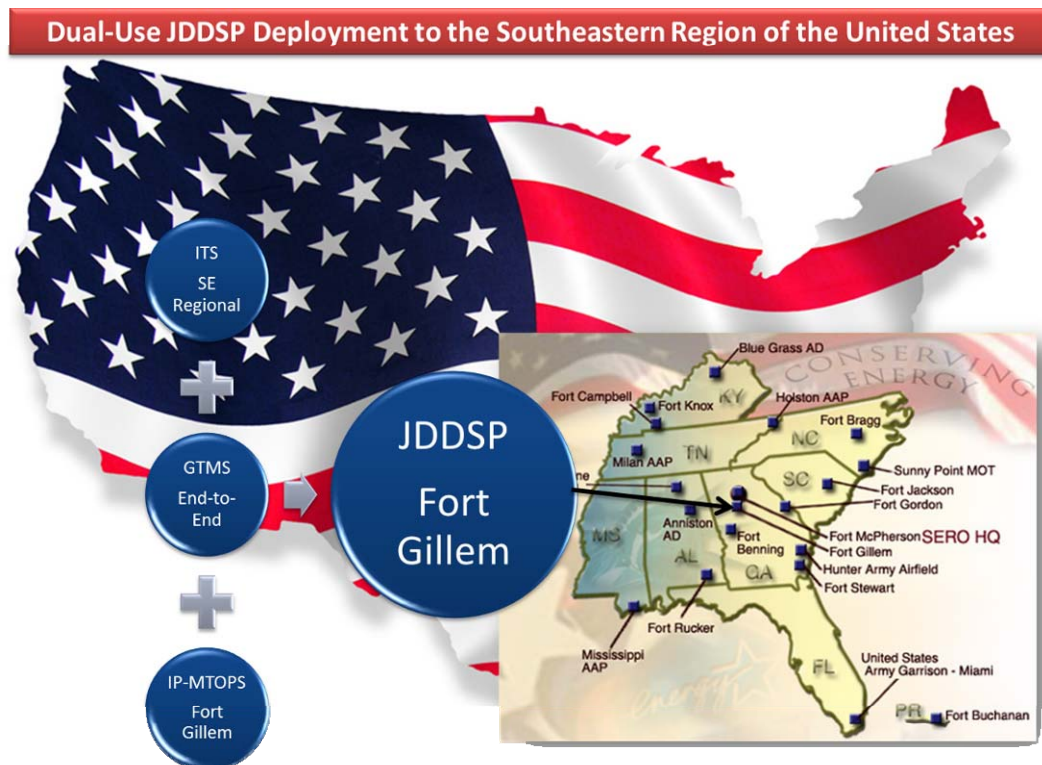 Dual-Use JDDSP Deployment to the Southeastern Region of the United States
ITS
SE
Regional
GTMS
End-to-
End
IP-MTOPS
Fort
Gillem
JDDSP
Fort
Gillem
CONSERVING
ENERGY
Blue Grass AD
Fort Campbell
Fort Knox
KY
Holston AAP
Fort Bragg
NC
Milan AAP
TN
Sunny Point MOT
ne
SC
Fort Jackson
Fort Gordon
Anniston
AD
Fort McPherson SERO HQ
MS
AL
Fort
Benning
Fort Gillem
GA
Hunter Army Airfield
Fort Stewart
Fort Rucker
Mississippi
AAP
FL
United States
Army Garrison - Miami
PR
Fort Buchanan
energy